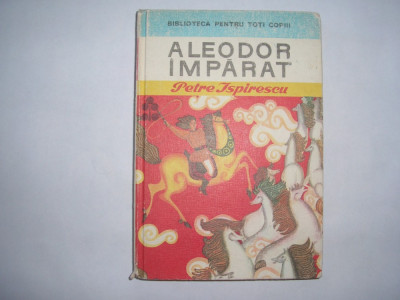 BIBLIOTECA PENTRU TOȚI COPIII
ALEODOR
ÎMPĂRAT
Petre Ispirescu